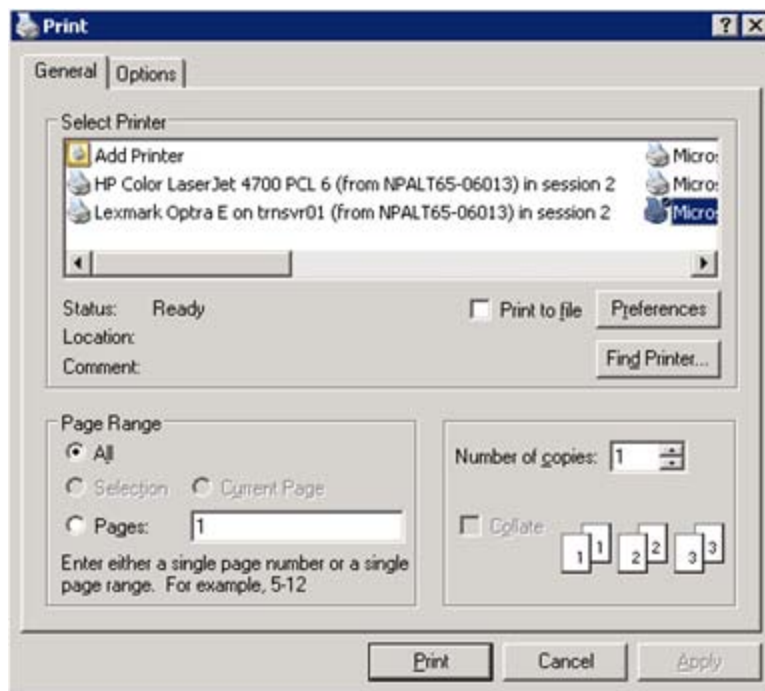 Print
General Options
Select Printer
Add Printer Micros
HP Color LaserJet 4700 PCL 6 (from NPALT65-06013) in session 2 Micros
Lexmark Optra E on trnsvr01 (from NPALT65-06013) in session 2 Micros
Status: Ready Print to file Preferences
Location:
Comment: Find Printer...
Page Range
All
Number of copies: 1
Selection Current Page
Pages: 1
Collate
1 1 2 2 3 3
Enter either a single page number or a single
page range. For example, 5-12
Print Cancel Apply